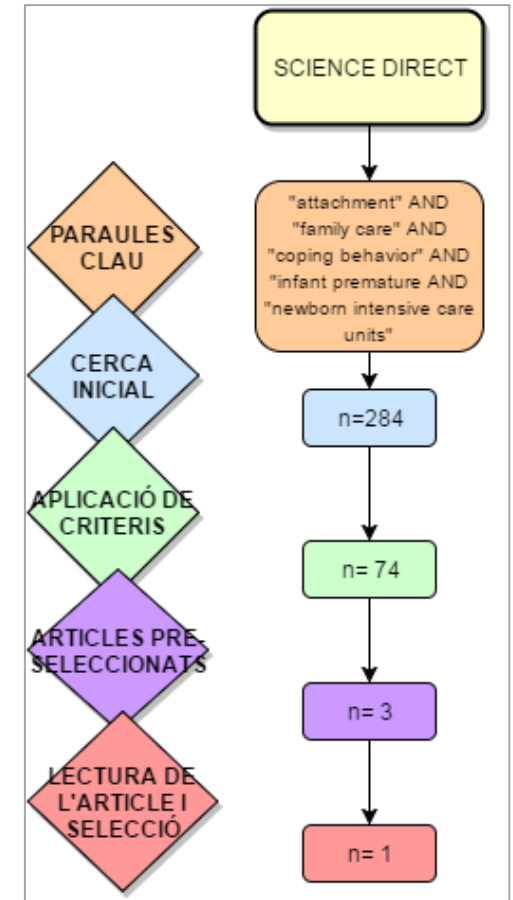 SCIENCE DIRECT
PARAULES
CLAU
"attachment" AND
"family care" AND
"coping behavior" AND
"infant premature AND
"newborn intensive care
units"
CERCA
INICIAL
n=284
APLICACIÓ DE
CRITERIS
n= 74
ARTICLES PRE-
SELECCIONATS
n= 3
LECTURA DE
L'ARTICLE I
SELECCIÓ
n= 1